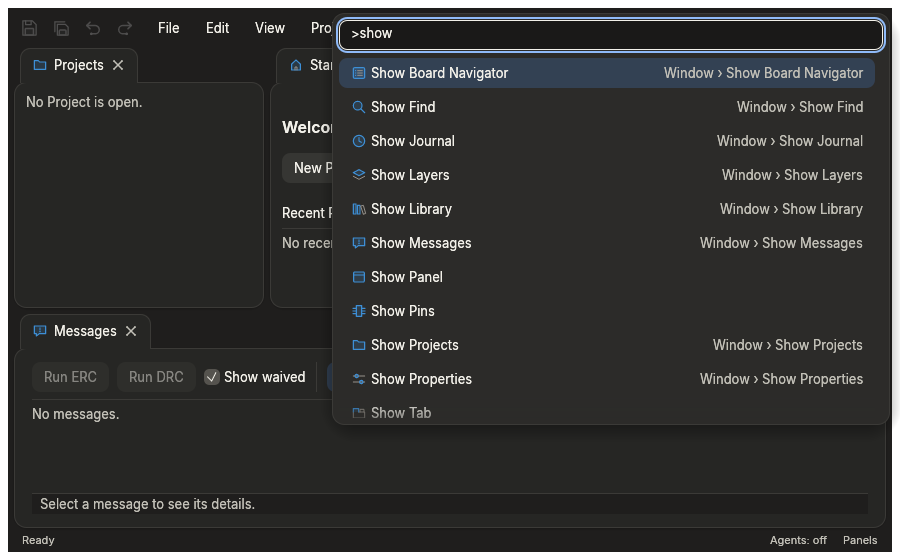 File Edit View Proj
>show
Projects
Star
No Project is open.
Welcon
New P
Recent P
No recen
Show Board Navigator Window › Show Board Navigator
Show Find Window › Show Find
Show Journal Window › Show Journal
Show Layers Window › Show Layers
Show Library Window › Show Library
Show Messages Window › Show Messages
Show Panel
Show Pins
Show Projects Window › Show Projects
Show Properties Window › Show Properties
Show Tab
Messages
Run ERC Run DRC Show waived
No messages.
Select a message to see its details.
Ready Agents: off Panels